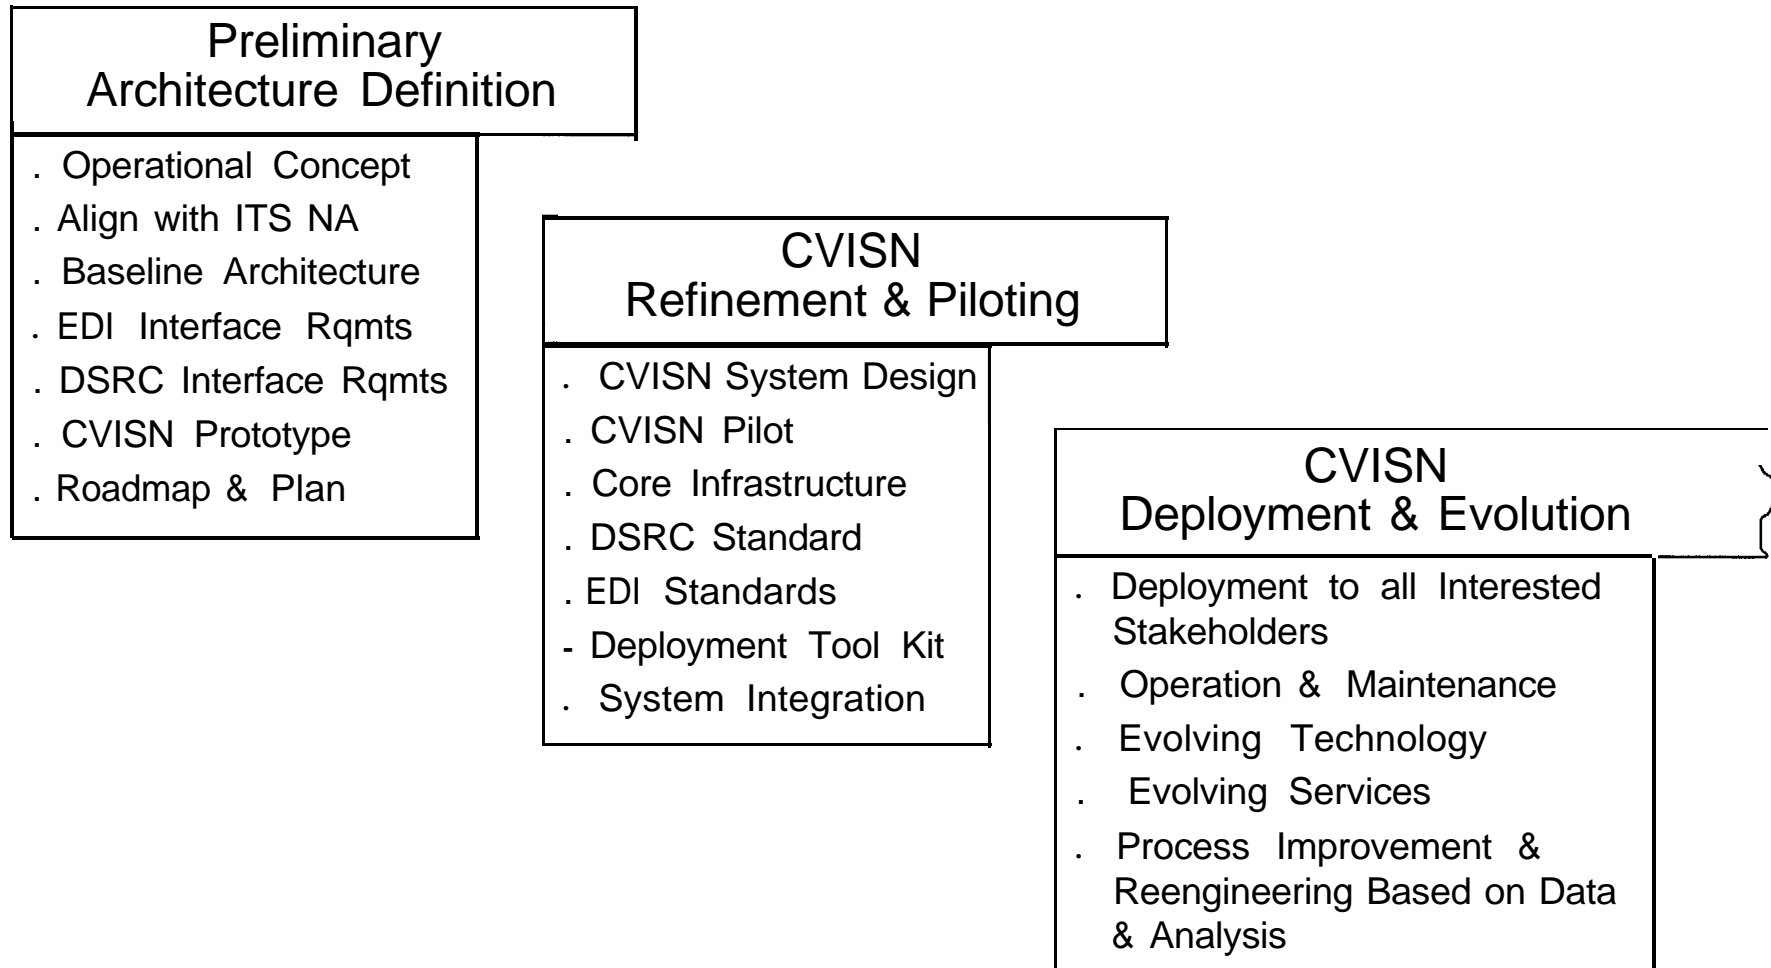 Preliminary
Architecture Definition
. Operational Concept
. Align with ITS NA
. Baseline Architecture
. EDI Interface Rqmts
. DSRC Interface Rqmts
. CVISN Prototype
. Roadmap & Plan
CVISN
Refinement & Piloting
. CVISN System Design
. CVISN Pilot
. Core Infrastructure
. DSRC Standard
. EDI Standards
- Deployment Tool Kit
. System Integration
CVISN
Deployment & Evolution
. Deployment to all Interested
Stakeholders
. Operation & Maintenance
. Evolving Technology
. Evolving Services
. Process Improvement &
Reengineering Based on Data
& Analysis